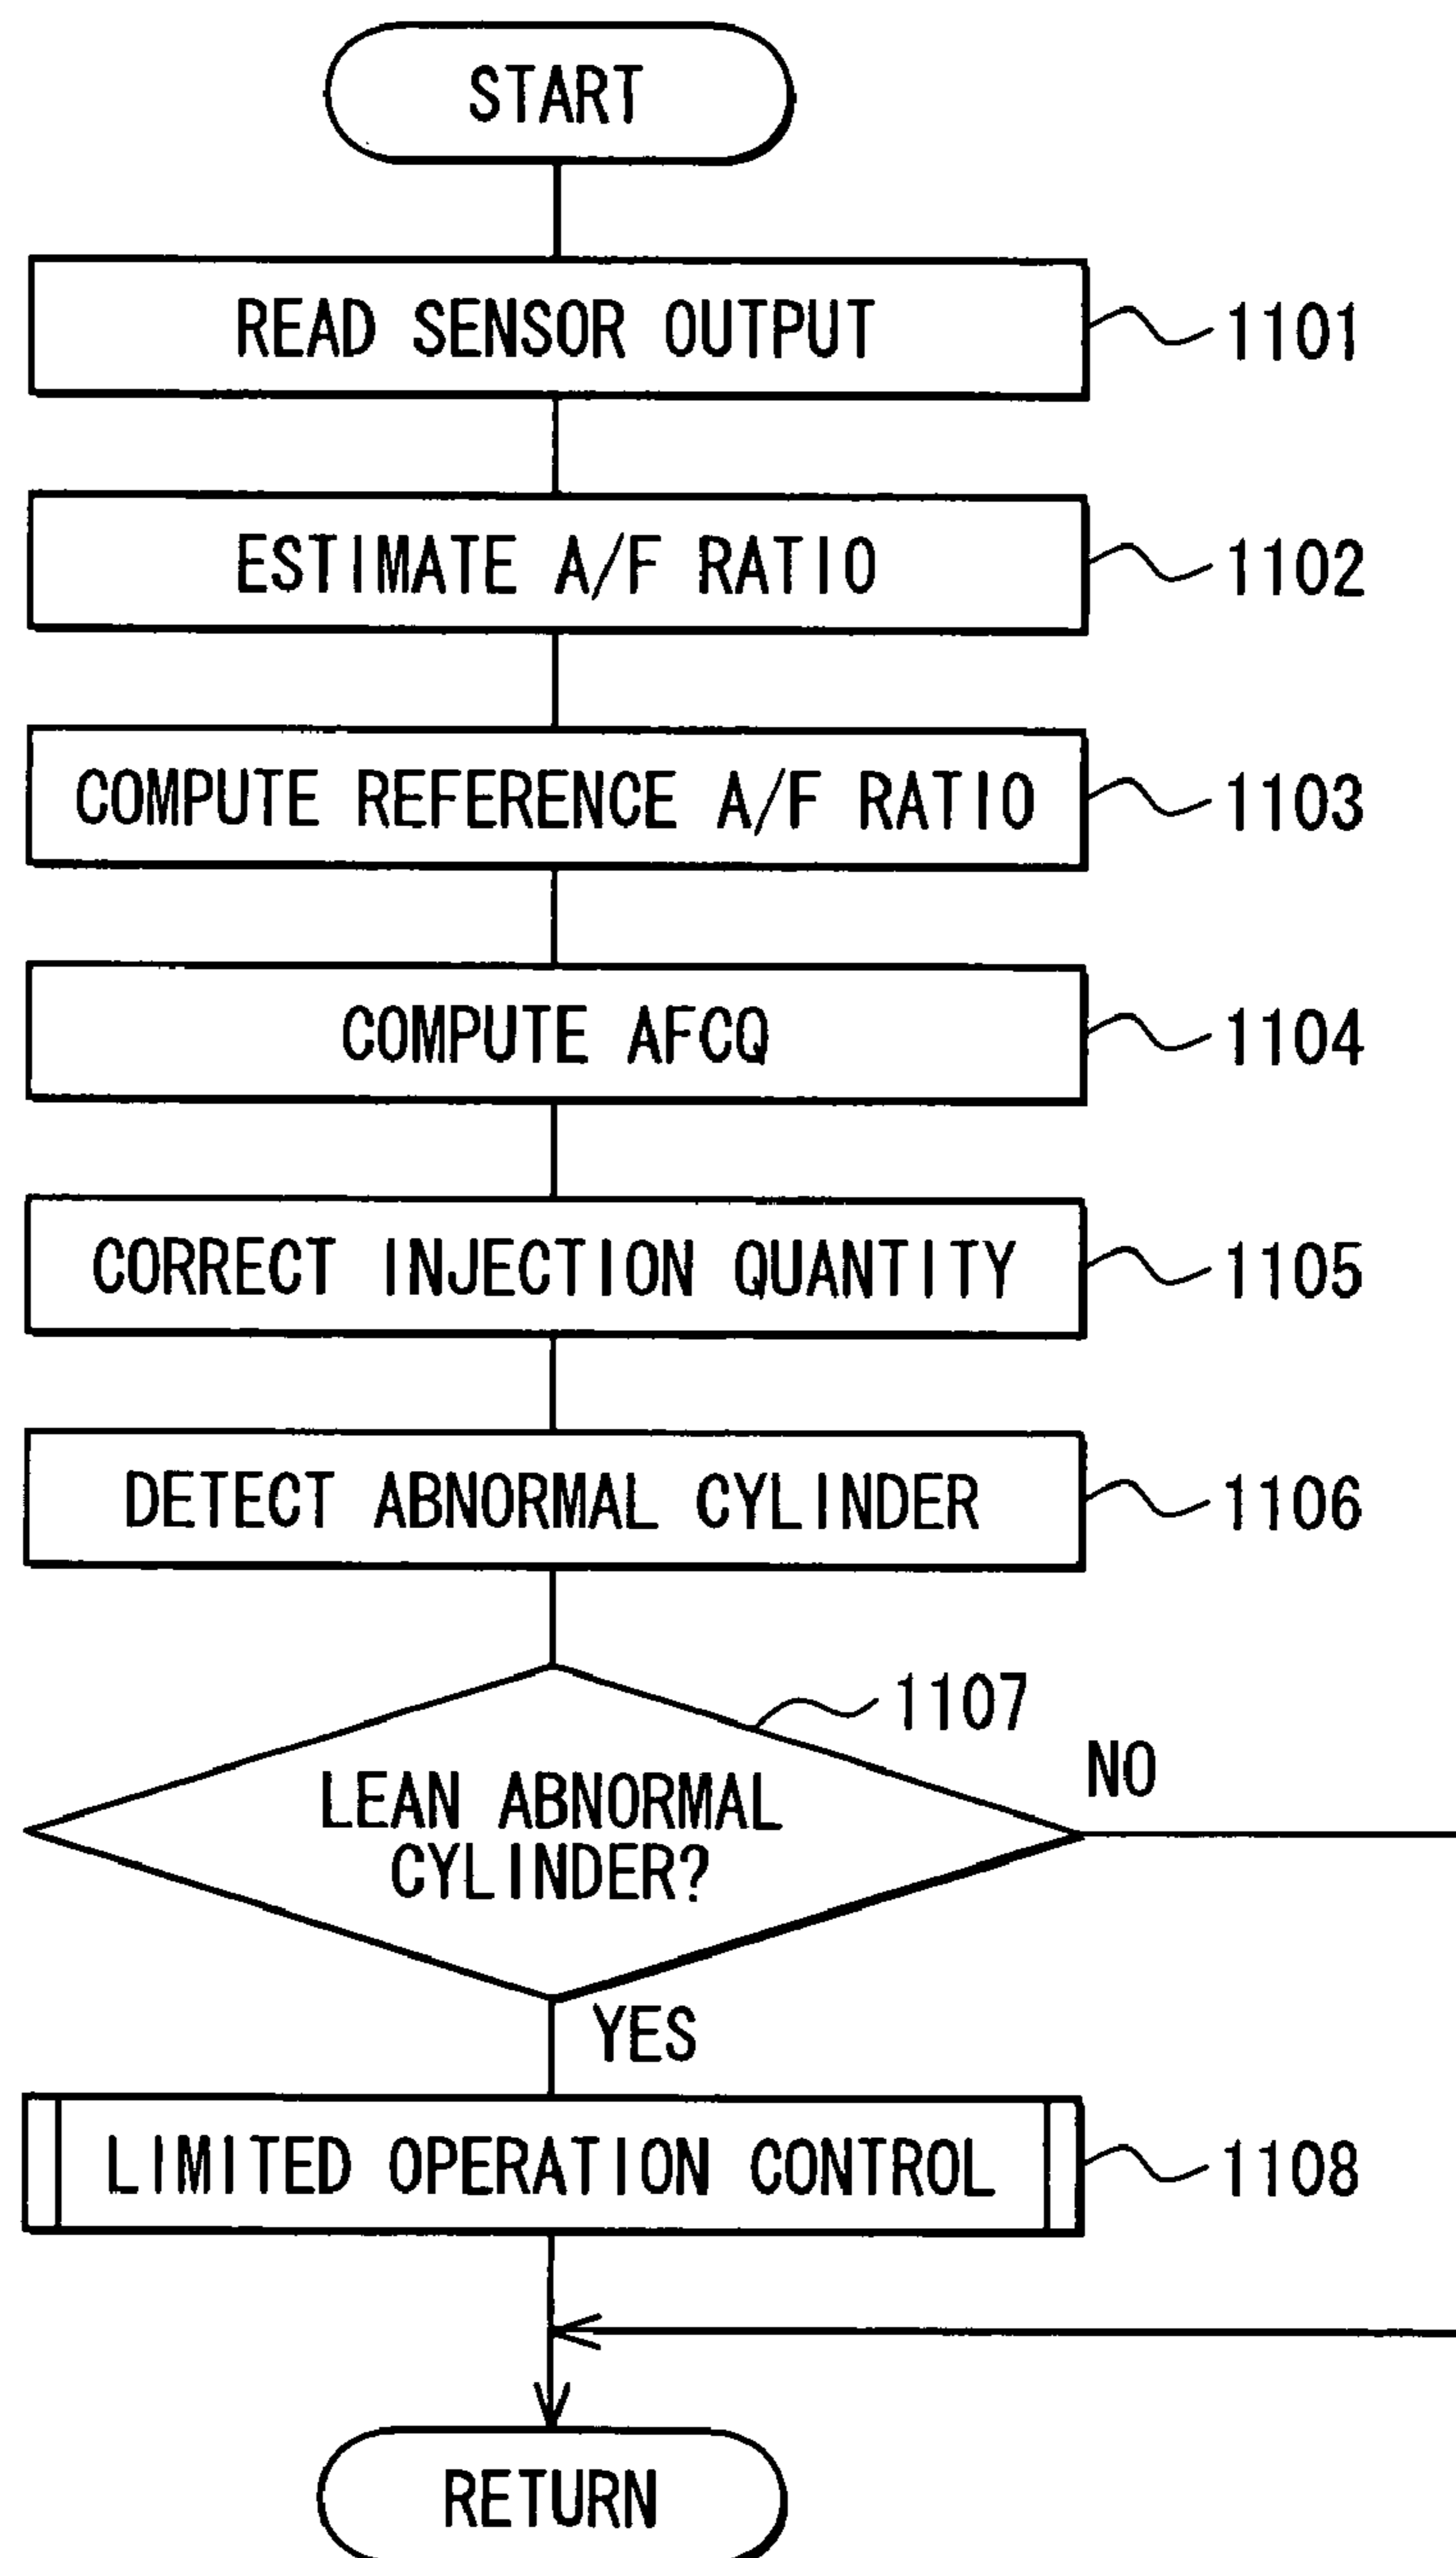 START
READ SENSOR OUTPUT
1101
ESTIMATE A/F RATIO
1102
COMPUTE REFERENCE A/F RATIO
1103
COMPUTE AFCQ
1104
CORRECT INJECTION QUANTITY
1105
DETECT ABNORMAL CYLINDER
1106
1107
LEAN ABNORMAL
CYLINDER?
NO
YES
LIMITED OPERATION CONTROL
1108
RETURN